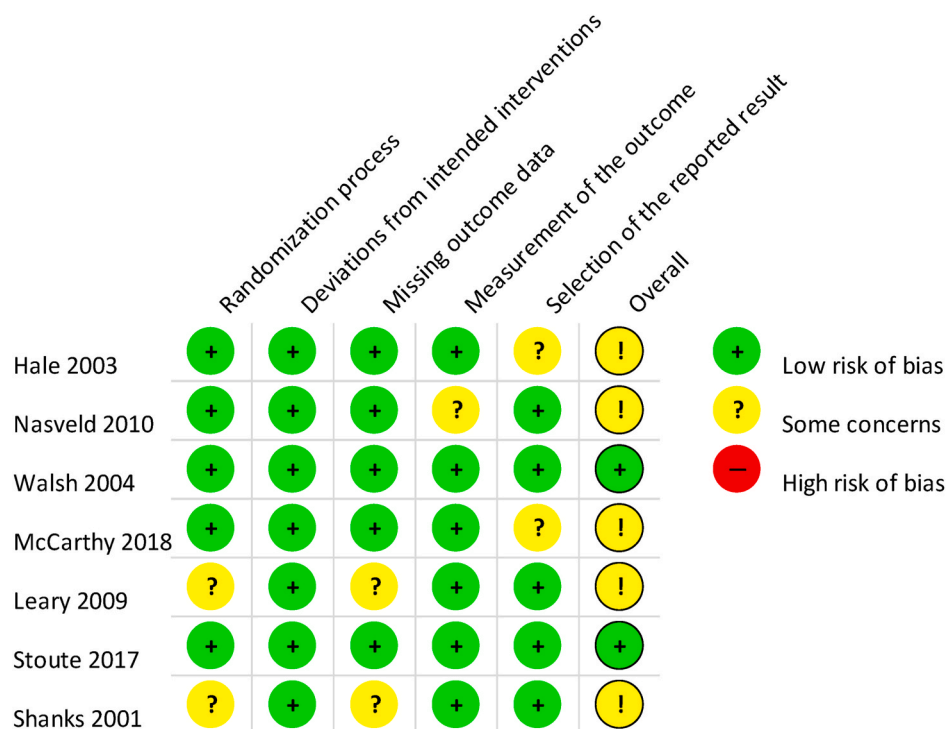 Randomization process
Deviations from intended interventions
Missing outcome data
Measurement of the outcome
Selection of the reported result
Overall
Hale 2003 + + + + ? !
Nasveld 2010 + + + ? + !
Walsh 2004 + + + + + +
McCarthy 2018 + + + + ? !
Leary 2009 ? + ? + + !
Stoute 2017 + + + + + +
Shanks 2001 ? + ? + + !
+ Low risk of bias
? Some concerns
− High risk of bias